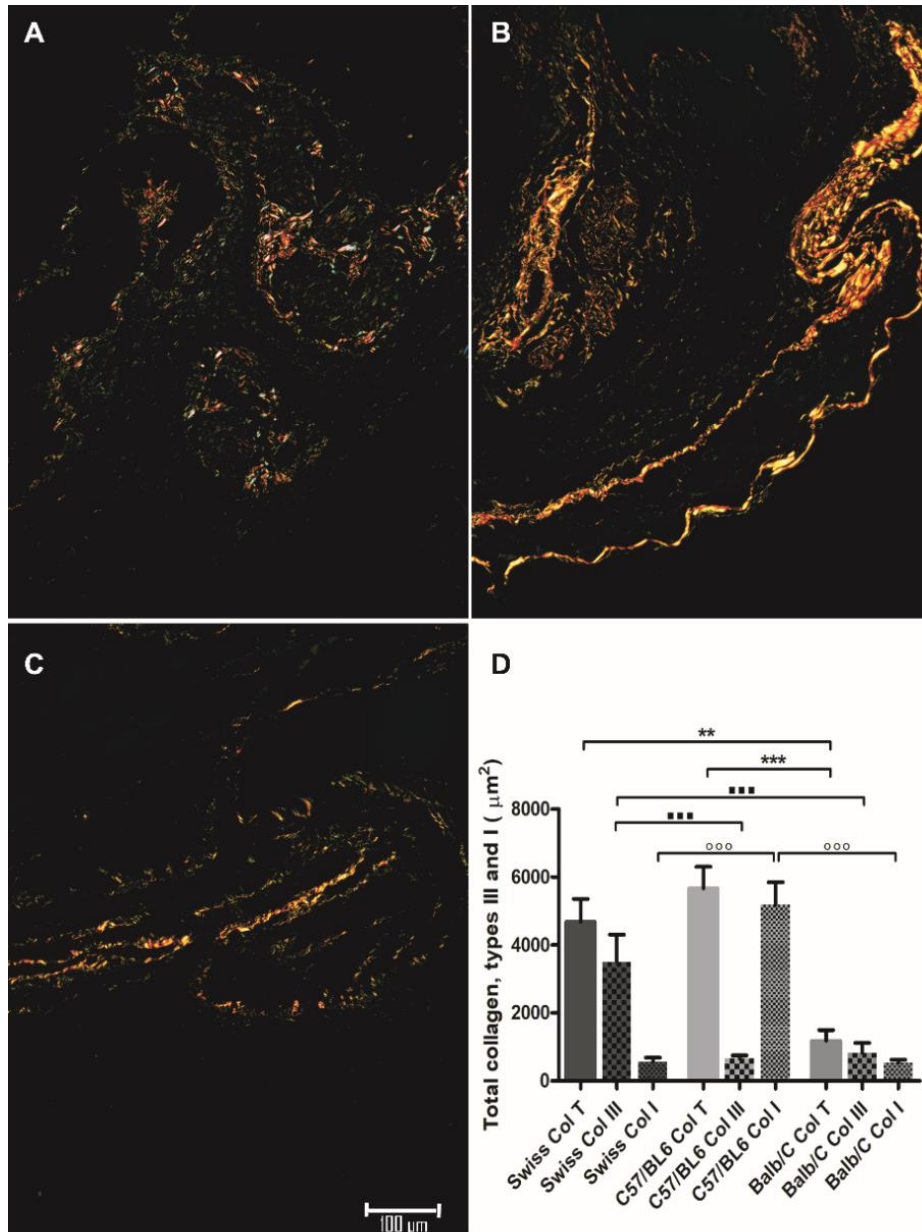 A
B
C
100 µm
D
**
***
▪▪▪
▪▪▪
°°°
°°°
Total collagen, types III and I ( µm²)
8000
6000
4000
2000
0
Swiss Col T
Swiss Col III
Swiss Col I
C57/BL6 Col T
C57/BL6 Col III
C57/BL6 Col I
Balb/C Col T
Balb/C Col III
Balb/C Col I